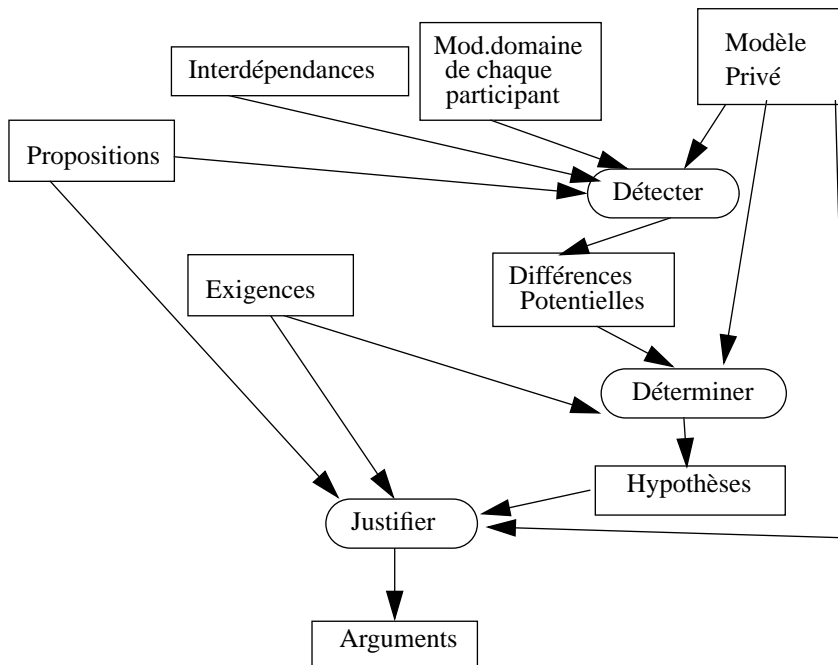 Interdépendances
Mod.domaine
de chaque
participant
Modèle
Privé
Propositions
Détecter
Exigences
Différences
Potentielles
Déterminer
Hypothèses
Justifier
Arguments